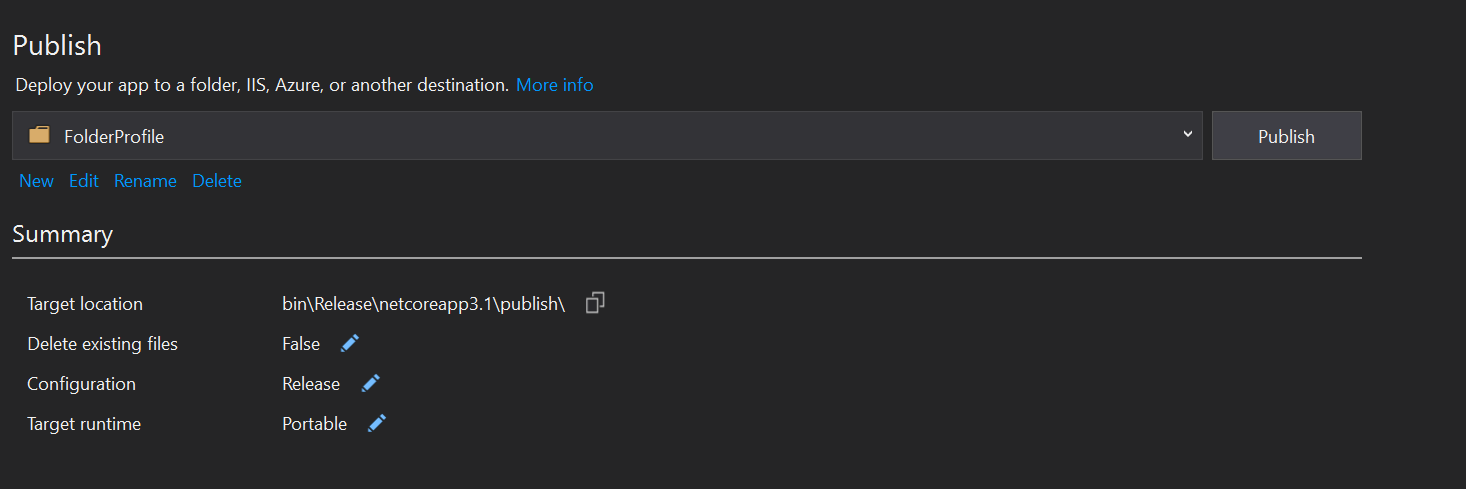 Publish
Deploy your app to a folder, IIS, Azure, or another destination. More info
FolderProfile Publish
New Edit Rename Delete
Summary
Target location bin\Release\netcoreapp3.1\publish\
Delete existing files False
Configuration Release
Target runtime Portable